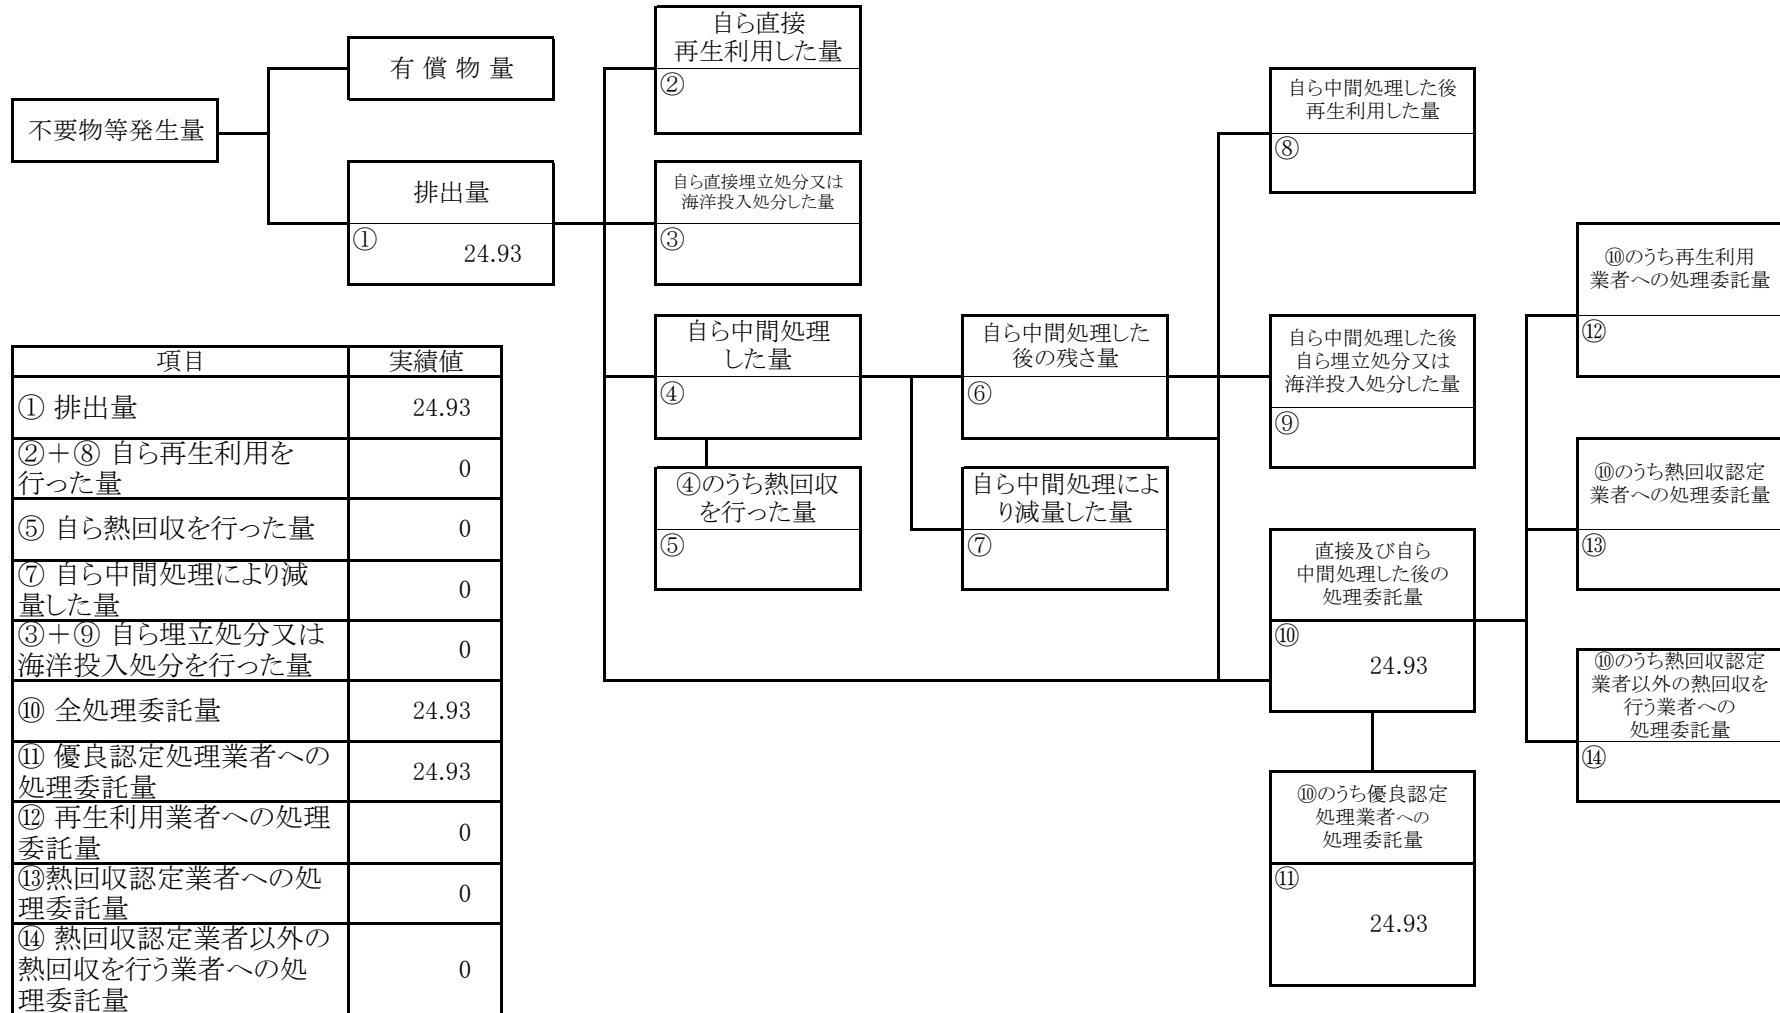 不要物等発生量
有 償 物 量
排出量
①
24.93
自ら直接
再生利用した量
②
自ら直接埋立処分又は
海洋投入処分した量
③
自ら中間処理
した量
④
④のうち熱回収
を行った量
⑤
自ら中間処理した
後の残さ量
⑥
自ら中間処理によ
り減量した量
⑦
自ら中間処理した後
再生利用した量
⑧
自ら中間処理した後
自ら埋立処分又は
海洋投入処分した量
⑨
直接及び自ら
中間処理した後の
処理委託量
⑩
24.93
⑩のうち優良認定
処理業者への
処理委託量
⑪
24.93
⑩のうち再生利用
業者への処理委託量
⑫
⑩のうち熱回収認定
業者への処理委託量
⑬
⑩のうち熱回収認定
業者以外の熱回収を
行う業者への
処理委託量
⑭
項目 実績値
① 排出量 24.93
②+⑧ 自ら再生利用を
行った量 0
⑤ 自ら熱回収を行った量 0
⑦ 自ら中間処理により減
量した量 0
③+⑨ 自ら埋立処分又は
海洋投入処分を行った量 0
⑩ 全処理委託量 24.93
⑪ 優良認定処理業者への
処理委託量 24.93
⑫ 再生利用業者への処理
委託量 0
⑬熱回収認定業者への処
理委託量 0
⑭ 熱回収認定業者以外の
熱回収を行う業者への処
理委託量 0